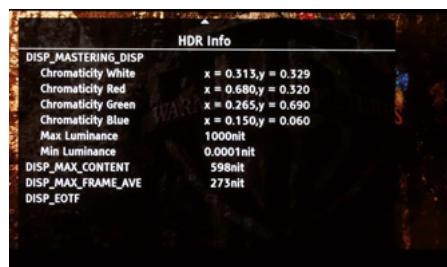 HDR Info
DISP_MASTERING_DISP
Chromaticity White x = 0.313,y = 0.329
Chromaticity Red x = 0.680,y = 0.320
Chromaticity Green x = 0.265,y = 0.690
Chromaticity Blue x = 0.150,y = 0.060
Max Luminance 1000nit
Min Luminance 0.0001nit
DISP_MAX_CONTENT 598nit
DISP_MAX_FRAME_AVE 273nit
DISP_EOTF